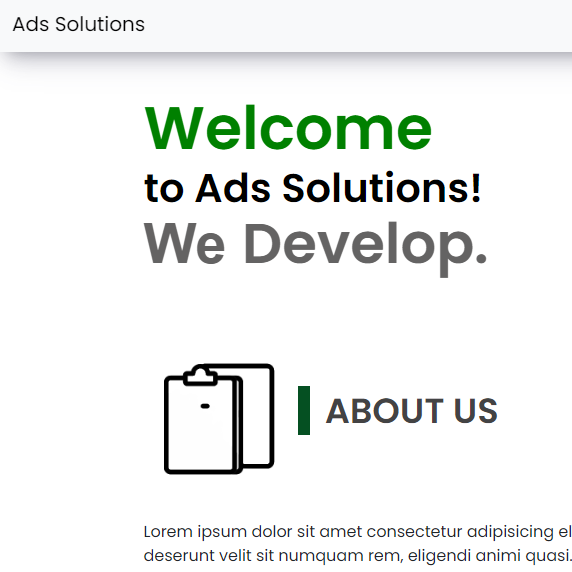 Ads Solutions
Welcome
to Ads Solutions!
We Develop.
ABOUT US
Lorem ipsum dolor sit amet consectetur adipisicing el
deserunt velit sit numquam rem, eligendi animi quasi.